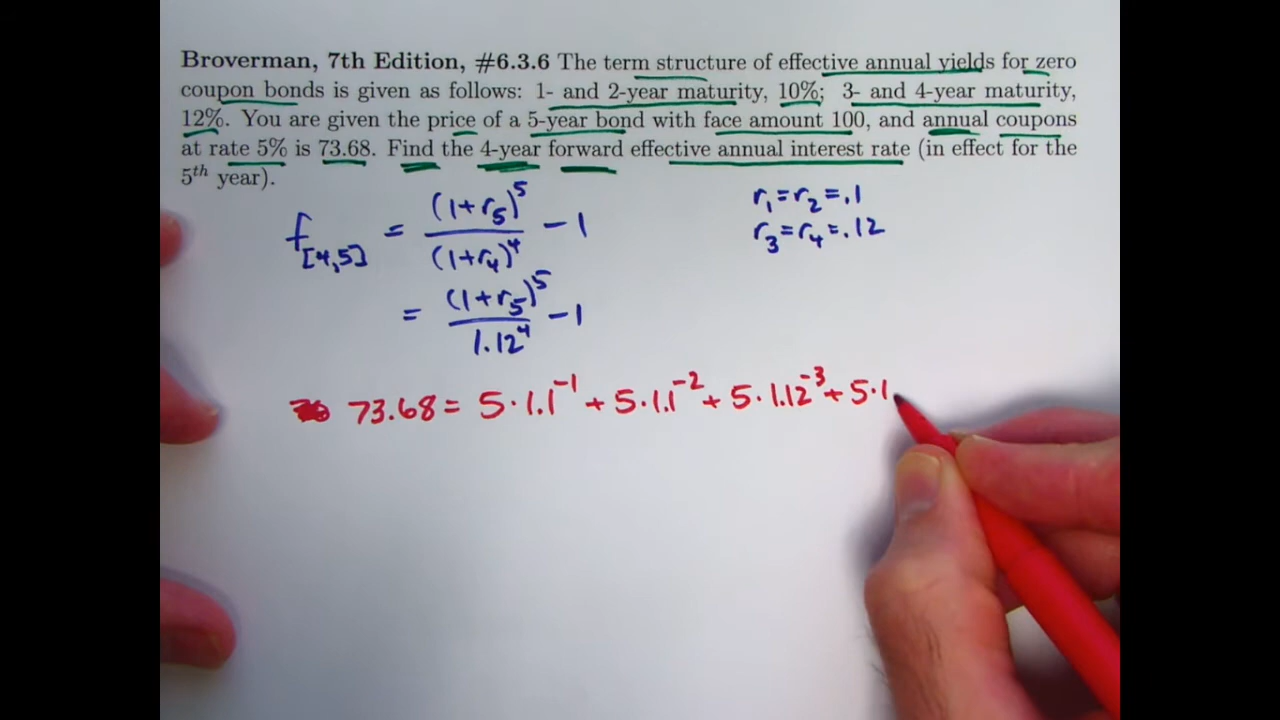 Broverman, 7th Edition, #6.3.6 The term structure of effective annual yields for zero
coupon bonds is given as follows: 1- and 2-year maturity, 10%; 3- and 4-year maturity,
12%. You are given the price of a 5-year bond with face amount 100, and annual coupons
at rate 5% is 73.68. Find the 4-year forward effective annual interest rate (in effect for the
5th year).
f[4,5] = (1+r5)^5 / (1+r4)^4 − 1
r1 = r2 = .1
r3 = r4 = .12
= (1+r5)^5 / 1.12^4 − 1
73.68 = 5·1.1^−1 + 5·1.1^−2 + 5·1.12^−3 + 5·1